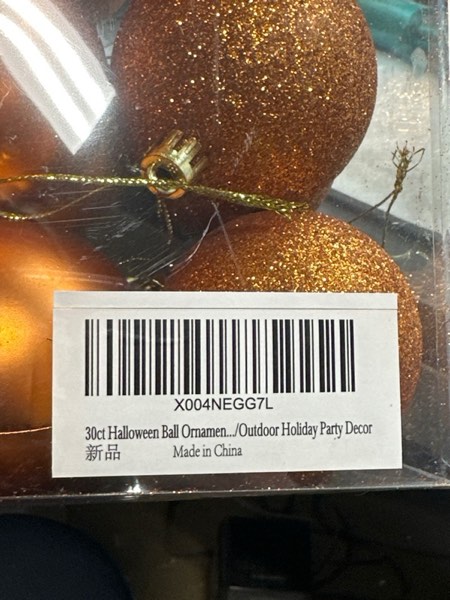 X004NEGG7L
30ct Halloween Ball Ornamen.../Outdoor Holiday Party Decor
新品 Made in China